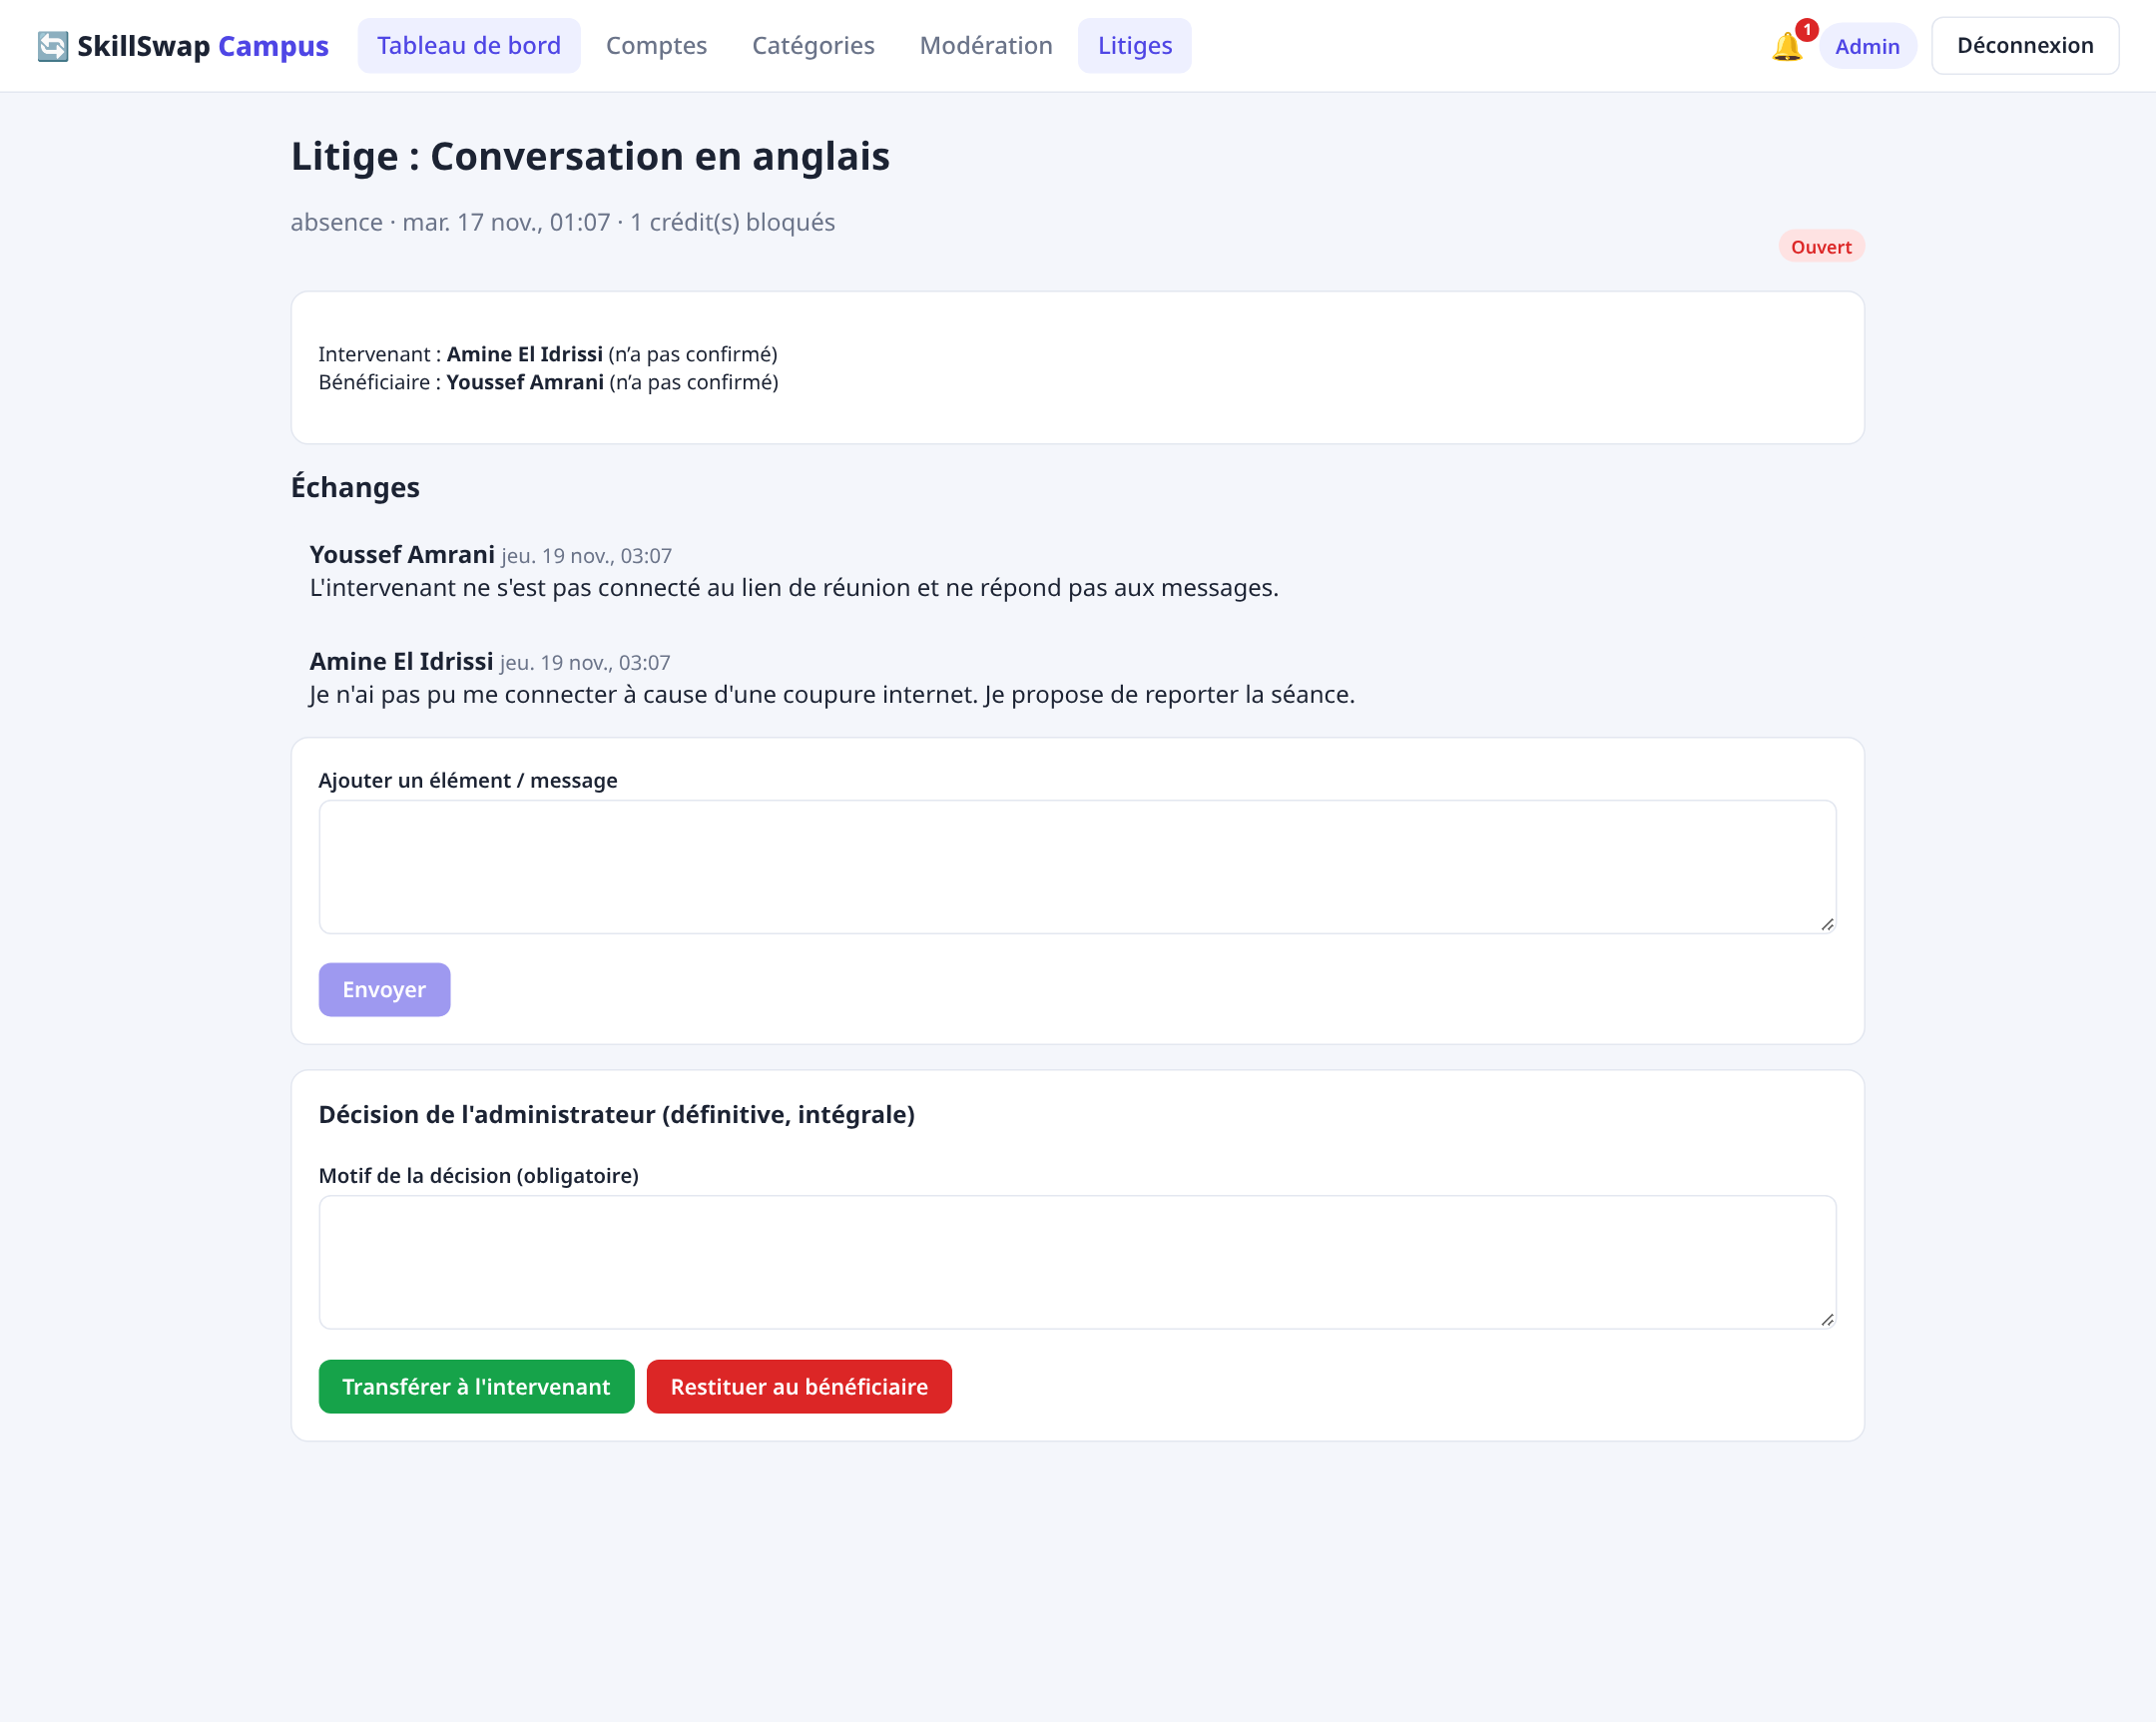 SkillSwap Campus Tableau de bord Comptes Catégories Modération Litiges 1 Admin Déconnexion
Litige : Conversation en anglais
absence · mar. 17 nov., 01:07 · 1 crédit(s) bloqués
Ouvert
Intervenant : Amine El Idrissi (n’a pas confirmé)
Bénéficiaire : Youssef Amrani (n’a pas confirmé)
Échanges
Youssef Amrani jeu. 19 nov., 03:07
L'intervenant ne s'est pas connecté au lien de réunion et ne répond pas aux messages.
Amine El Idrissi jeu. 19 nov., 03:07
Je n'ai pas pu me connecter à cause d'une coupure internet. Je propose de reporter la séance.
Ajouter un élément / message
Envoyer
Décision de l'administrateur (définitive, intégrale)
Motif de la décision (obligatoire)
Transférer à l'intervenant Restituer au bénéficiaire